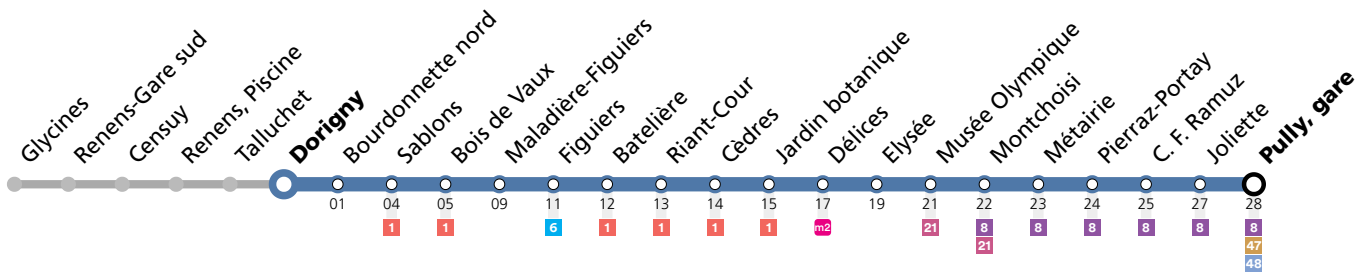 Glycines
Renens-Gare sud
Censuy
Renens, Piscine
Talluchet
Dorigny
Bourdonnette nord
Sablons
Bois de Vaux
Maladière-Figuiers
Figuiers
Batelière
Riant-Cour
Cèdres
Jardin botanique
Délices
Elysée
Musée Olympique
Montchoisi
Métairie
Pierraz-Portay
C. F. Ramuz
Joliette
Pully, gare
01 04 05 09 11 12 13 14 15 17 19 21 22 23 24 25 27 28
1 1 6 1 1 1 1 m2 21 8 8 8 8 8 8
21 47
48